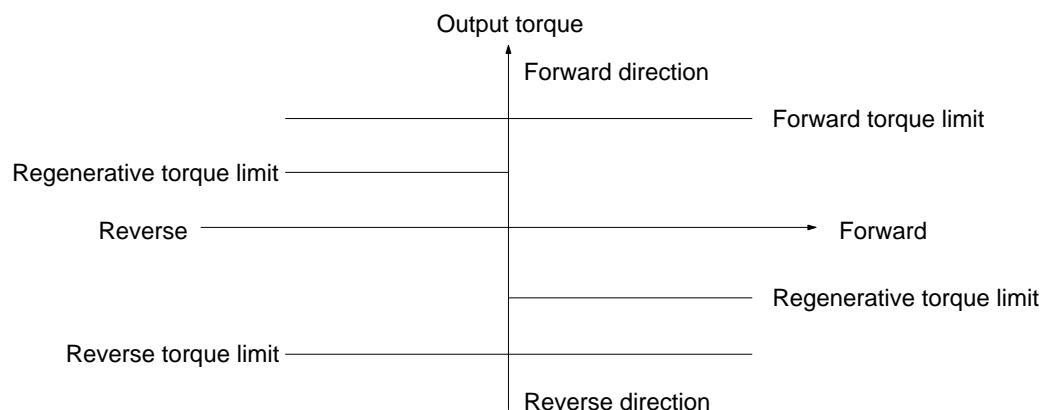 Output torque
Forward direction
Forward torque limit
Regenerative torque limit
Reverse
Forward
Regenerative torque limit
Reverse torque limit
Reverse direction